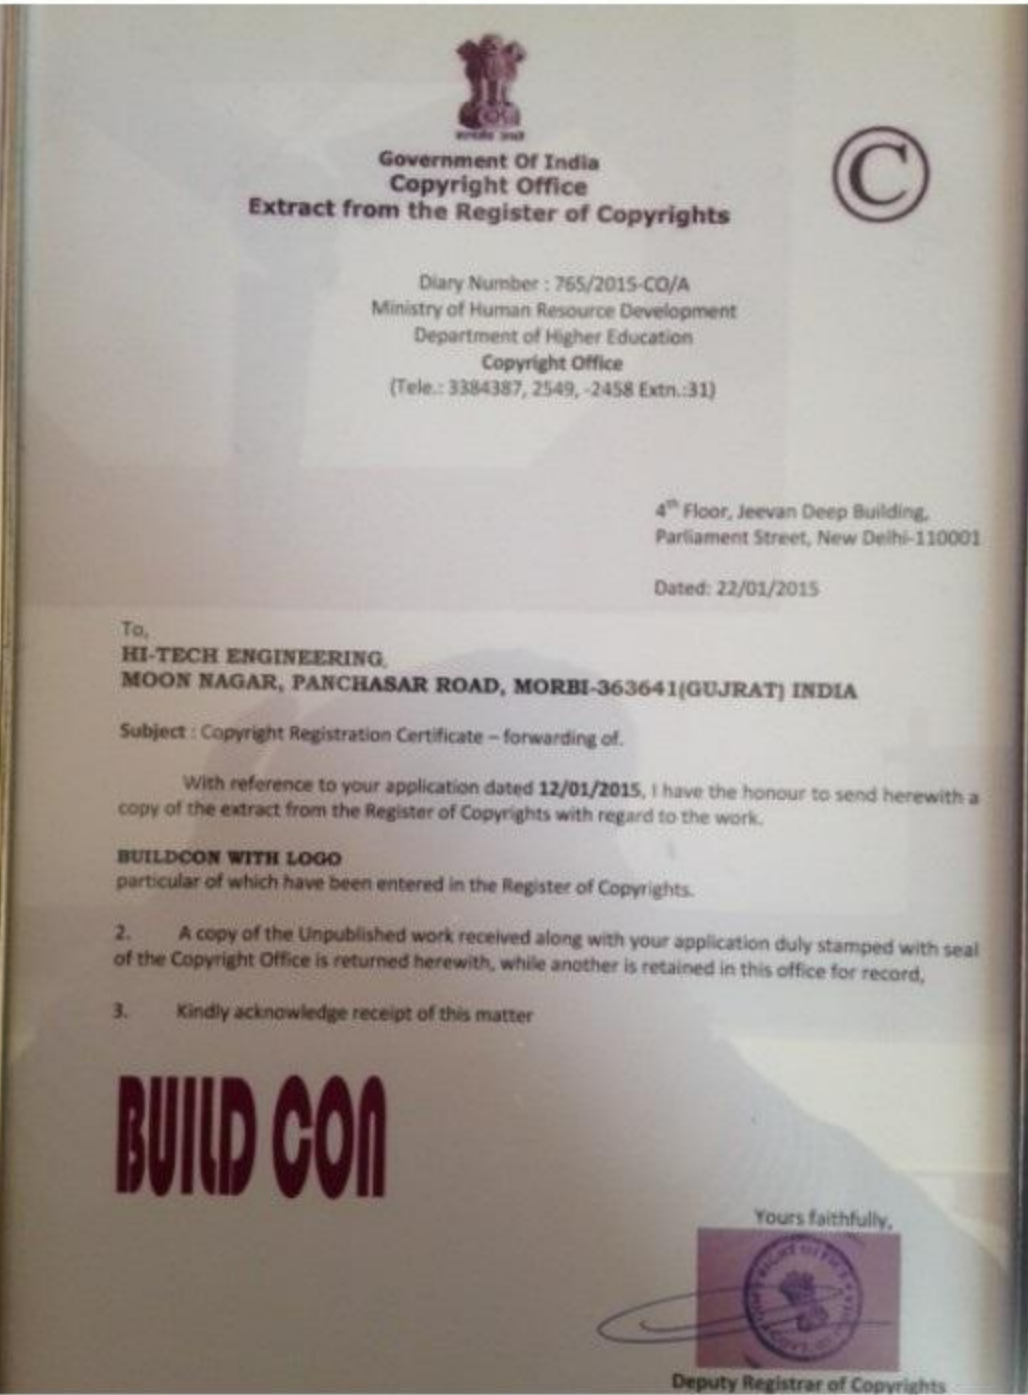 Government Of India
Copyright Office
Extract from the Register of Copyrights
C
Diary Number : 765/2015-CO/A
Ministry of Human Resource Development
Department of Higher Education
Copyright Office
(Tele.: 3384387, 2549, -2458 Extn.:31)
4th Floor, Jeevan Deep Building,
Parliament Street, New Delhi-110001
Dated: 22/01/2015
To,
HI-TECH ENGINEERING,
MOON NAGAR, PANCHASAR ROAD, MORBI-363641(GUJRAT) INDIA
Subject : Copyright Registration Certificate – forwarding of.
With reference to your application dated 12/01/2015, I have the honour to send herewith a
copy of the extract from the Register of Copyrights with regard to the work.
BUILDCON WITH LOGO
particular of which have been entered in the Register of Copyrights.
2. A copy of the Unpublished work received along with your application duly stamped with seal
of the Copyright Office is returned herewith, while another is retained in this office for record,
3. Kindly acknowledge receipt of this matter
BUILD CON
Yours faithfully,
Deputy Registrar of Copyrights